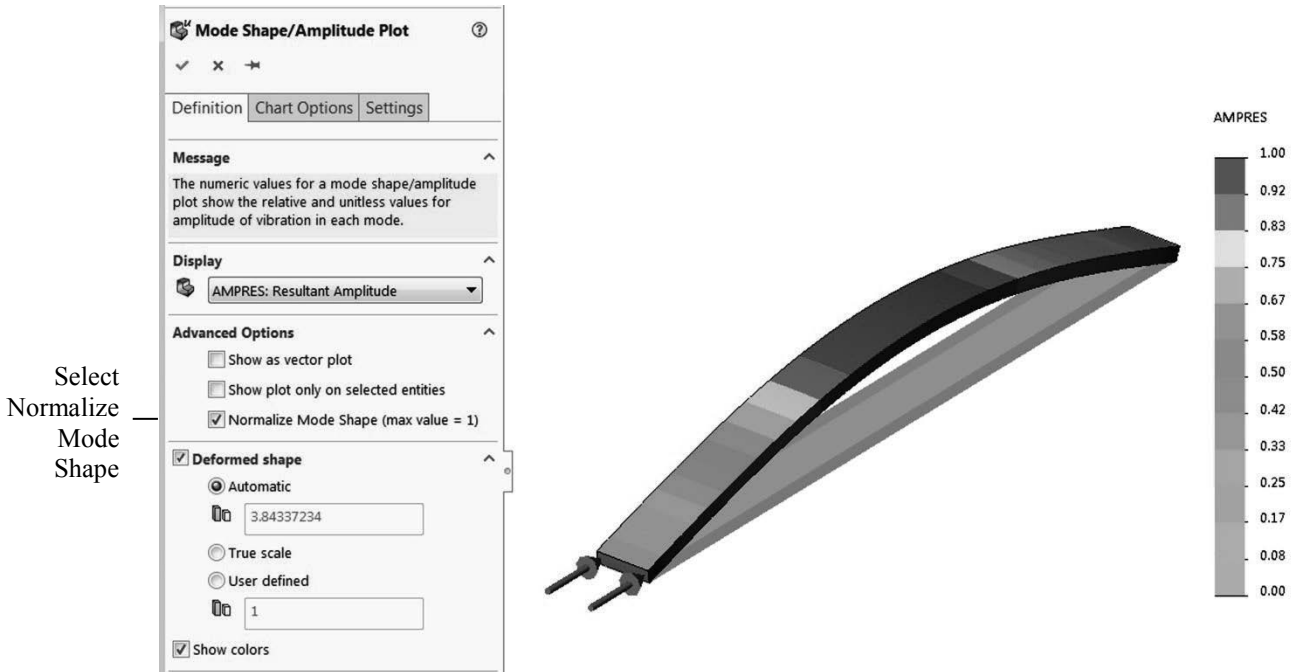 Mode Shape/Amplitude Plot
Definition
Chart Options
Settings
Message
The numeric values for a mode shape/amplitude
plot show the relative and unitless values for
amplitude of vibration in each mode.
Display
AMPRES: Resultant Amplitude
Advanced Options
Show as vector plot
Show plot only on selected entities
Normalize Mode Shape (max value = 1)
Select
Normalize
Mode
Shape
Deformed shape
Automatic
3.84337234
True scale
User defined
1
Show colors
AMPRES
1.00
0.92
0.83
0.75
0.67
0.58
0.50
0.42
0.33
0.25
0.17
0.08
0.00